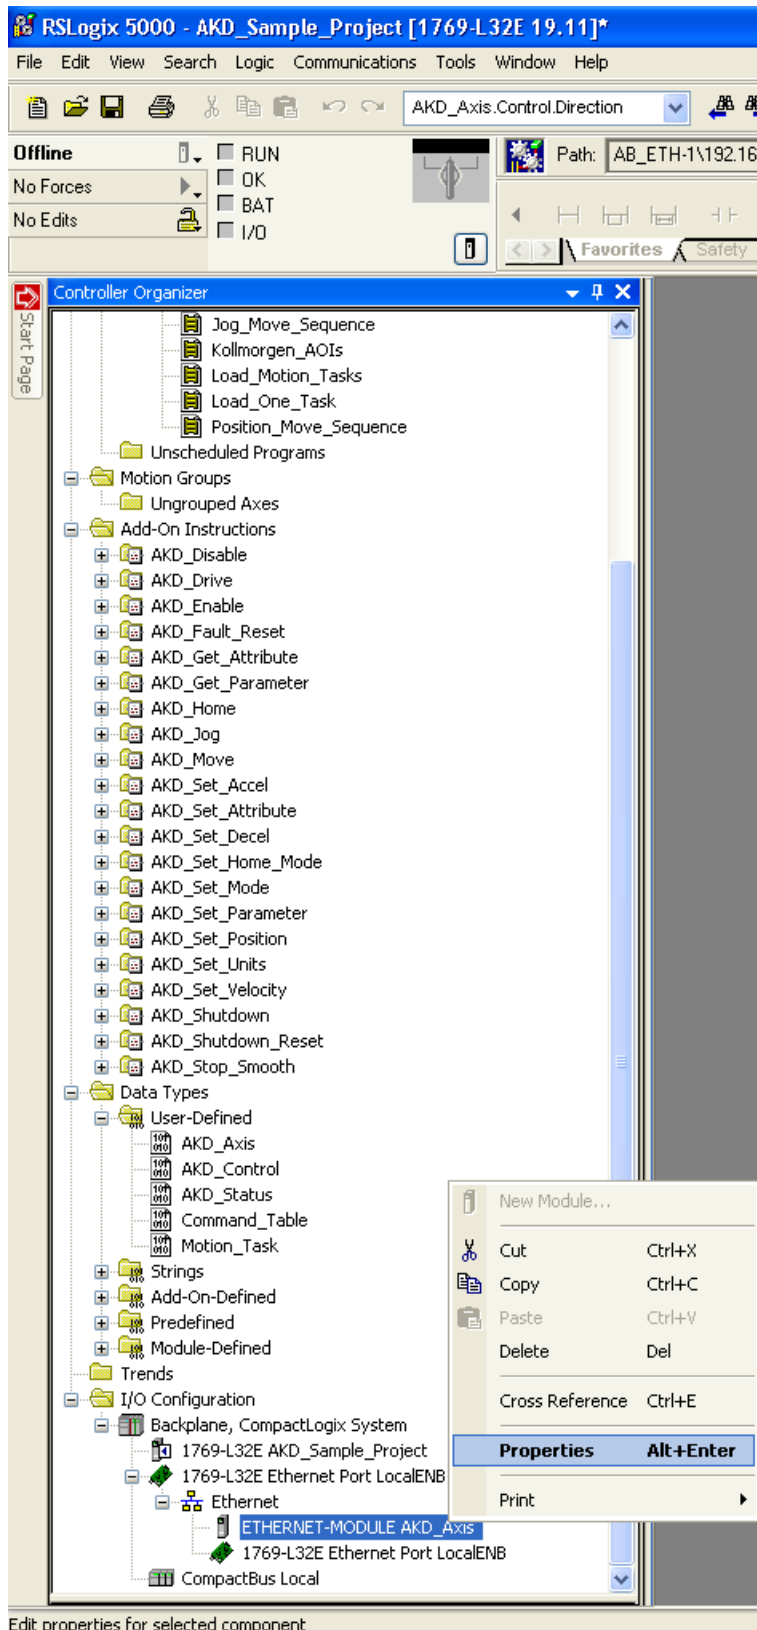 RSLogix 5000 - AKD_Sample_Project [1769-L32E 19.11]*
File Edit View Search Logic Communications Tools Window Help
AKD_Axis.Control.Direction
Offline RUN Path: AB_ETH-1\192.16
No Forces OK
BAT
No Edits I/O
Favorites Safety
Start Page
Controller Organizer
Jog_Move_Sequence
Kollmorgen_AOIs
Load_Motion_Tasks
Load_One_Task
Position_Move_Sequence
Unscheduled Programs
Motion Groups
Ungrouped Axes
Add-On Instructions
AKD_Disable
AKD_Drive
AKD_Enable
AKD_Fault_Reset
AKD_Get_Attribute
AKD_Get_Parameter
AKD_Home
AKD_Jog
AKD_Move
AKD_Set_Accel
AKD_Set_Attribute
AKD_Set_Decel
AKD_Set_Home_Mode
AKD_Set_Mode
AKD_Set_Parameter
AKD_Set_Position
AKD_Set_Units
AKD_Set_Velocity
AKD_Shutdown
AKD_Shutdown_Reset
AKD_Stop_Smooth
Data Types
User-Defined
AKD_Axis
AKD_Control
AKD_Status
Command_Table
Motion_Task
Strings
Add-On-Defined
Predefined
Module-Defined
Trends
I/O Configuration
Backplane, CompactLogix System
1769-L32E AKD_Sample_Project
1769-L32E Ethernet Port LocalENB
Ethernet
ETHERNET-MODULE AKD_Axis
1769-L32E Ethernet Port LocalENB
CompactBus Local
New Module...
Cut Ctrl+X
Copy Ctrl+C
Paste Ctrl+V
Delete Del
Cross Reference Ctrl+E
Properties Alt+Enter
Print
Edit properties for selected component